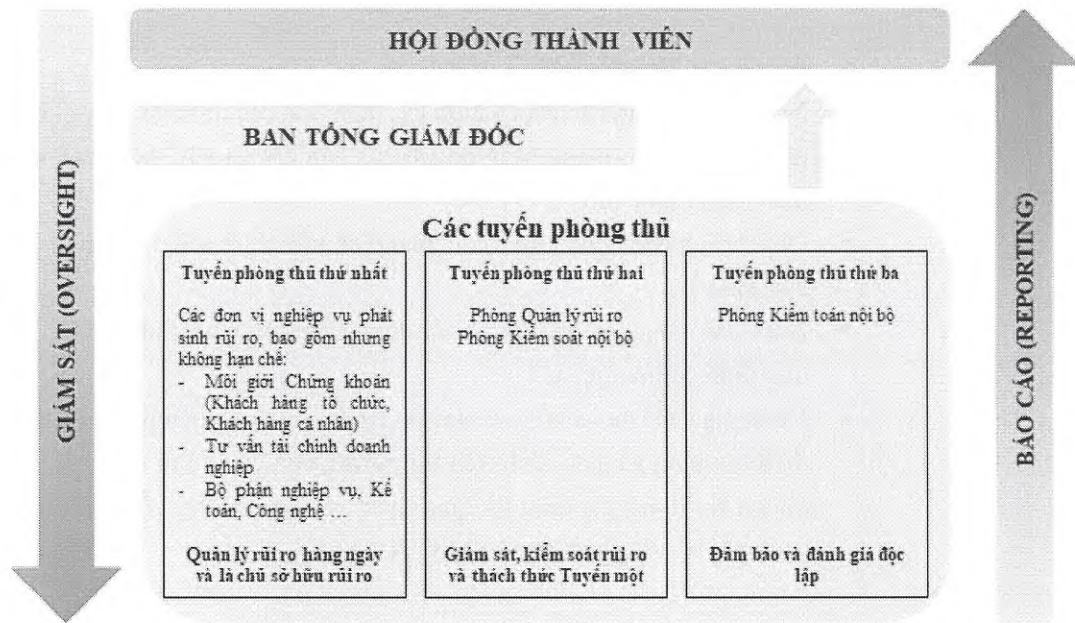 HỘI ĐỒNG THÀNH VIÊN
BAN TỔNG GIÁM ĐỐC
GIÁM SÁT (OVERSIGHT)
BÁO CÁO (REPORTING)
Các tuyến phòng thủ
Tuyến phòng thủ thứ nhất
Các đơn vị nghiệp vụ phát
sinh rủi ro, bao gồm nhưng
không hạn chế:
- Môi giới Chứng khoán
(Khách hàng tổ chức,
Khách hàng cá nhân)
- Tư vấn tài chính doanh
nghiệp
- Bộ phận nghiệp vụ, Kế
toán, Công nghệ ...
Quản lý rủi ro hàng ngày
và là chủ sở hữu rủi ro
Tuyến phòng thủ thứ hai
Phòng Quản lý rủi ro
Phòng Kiểm soát nội bộ
Giám sát, kiểm soát rủi ro
và thách thức Tuyến một
Tuyến phòng thủ thứ ba
Phòng Kiểm toán nội bộ
Đảm bảo và đánh giá độc
lập